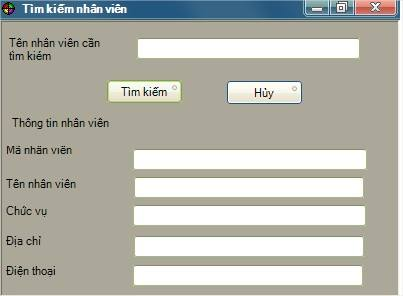 Tìm kiếm nhân viên
Tên nhân viên cần
tìm kiếm
Tìm kiếm
Hủy
Thông tin nhân viên
Mã nhân viên
Tên nhân viên
Chức vụ
Địa chỉ
Điện thoại